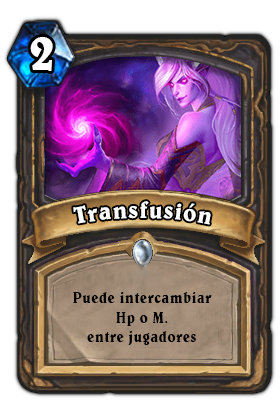 2
Transfusión
Puede intercambiar
Hp o M.
entre jugadores